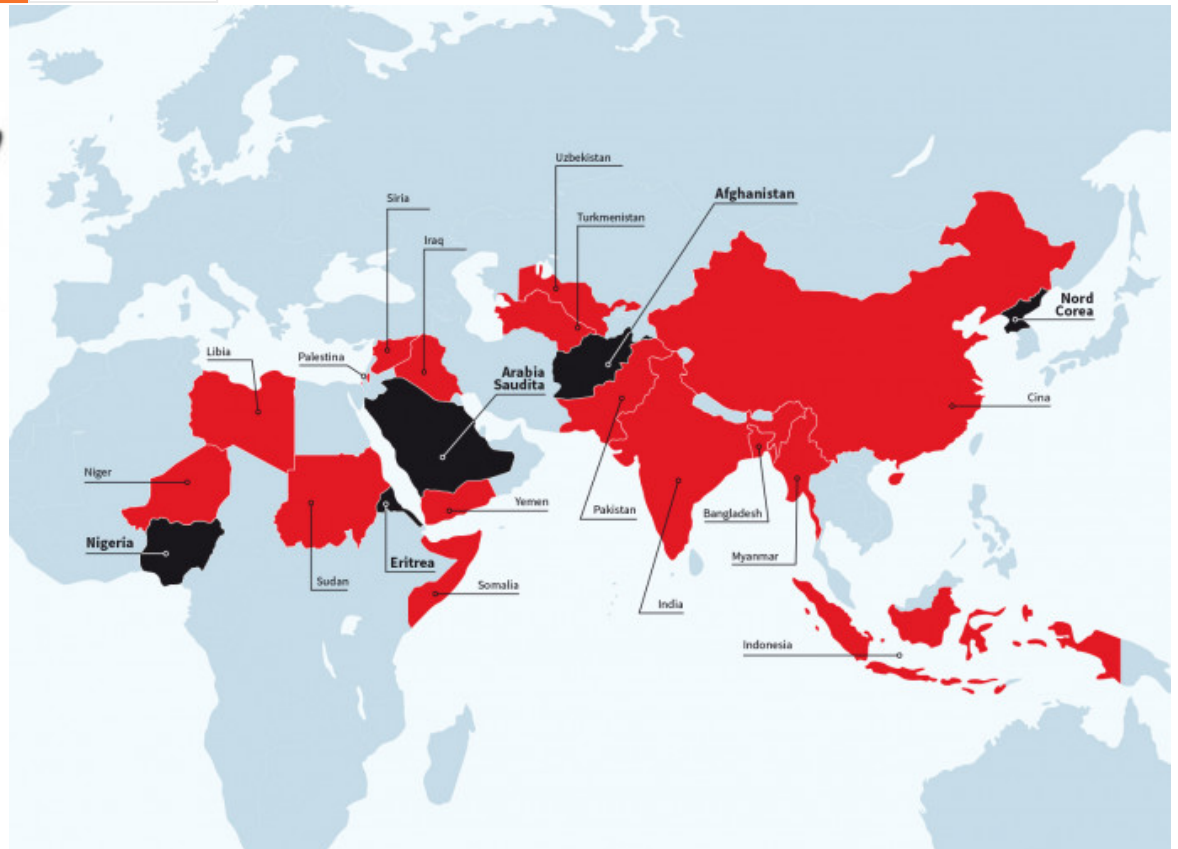 Uzbekistan
Afghanistan
Siria
Turkmenistan
Iraq
Nord
Corea
Libia
Palestina
Arabia
Saudita
Cina
Niger
Yemen
Pakistan
Bangladesh
Nigeria
Eritrea
Myanmar
Sudan
Somalia
India
Indonesia